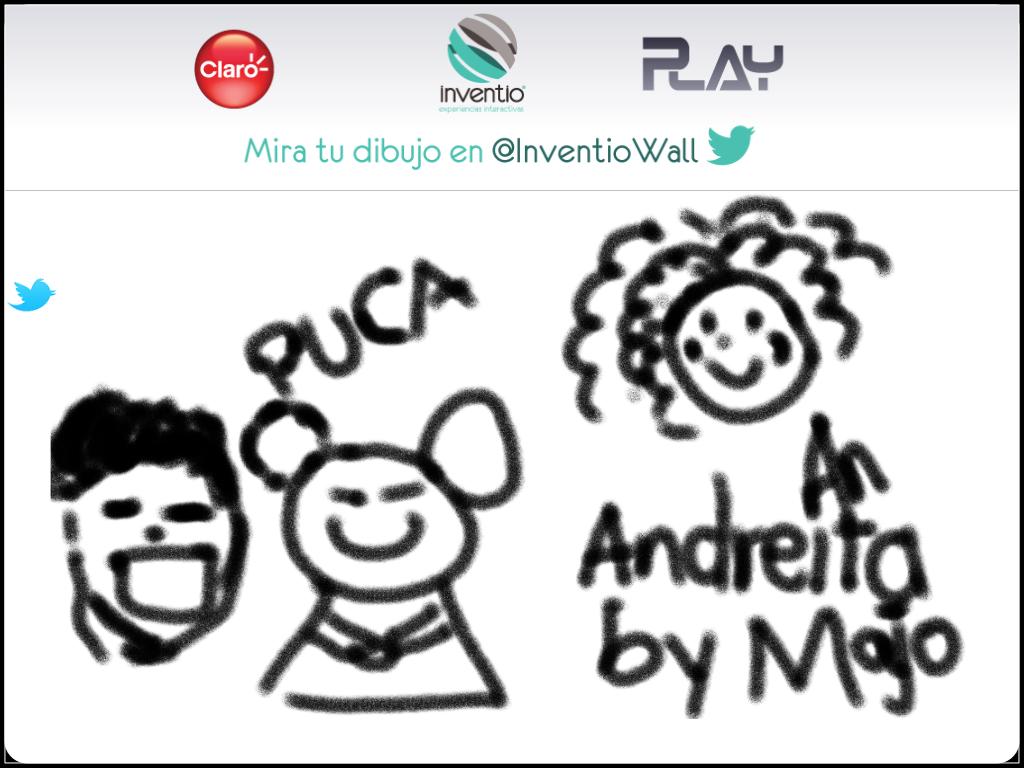 Claro
inventio
experiencias interactivas
PLAY
Mira tu dibujo en @InventioWall
PUCA
An
Andreita
by Majo